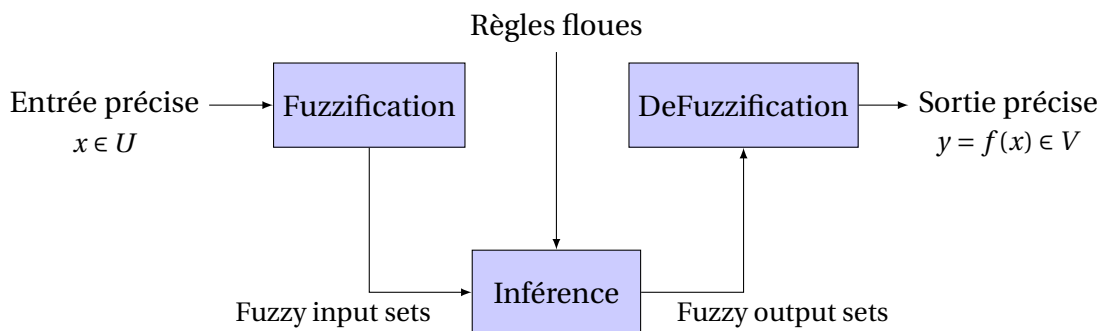 Règles floues
Entrée précise
x ∈ U
Fuzzification
DeFuzzification
Sortie précise
y = f(x) ∈ V
Inférence
Fuzzy input sets
Fuzzy output sets